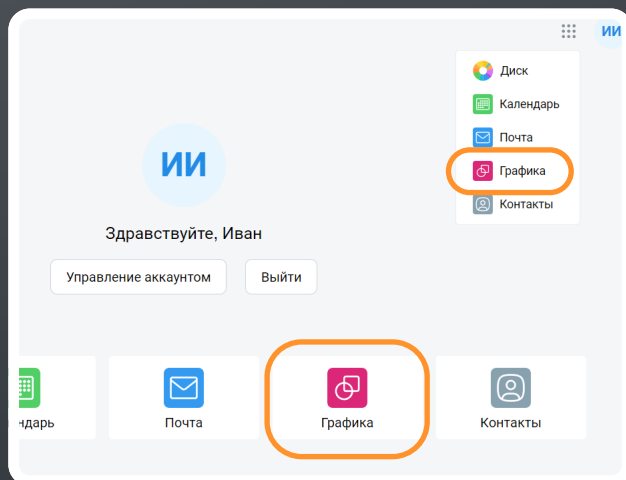 ИИ
Диск
Календарь
Почта
Графика
Контакты
ИИ
Здравствуйте, Иван
Управление аккаунтом
Выйти
ндарь
Почта
Графика
Контакты